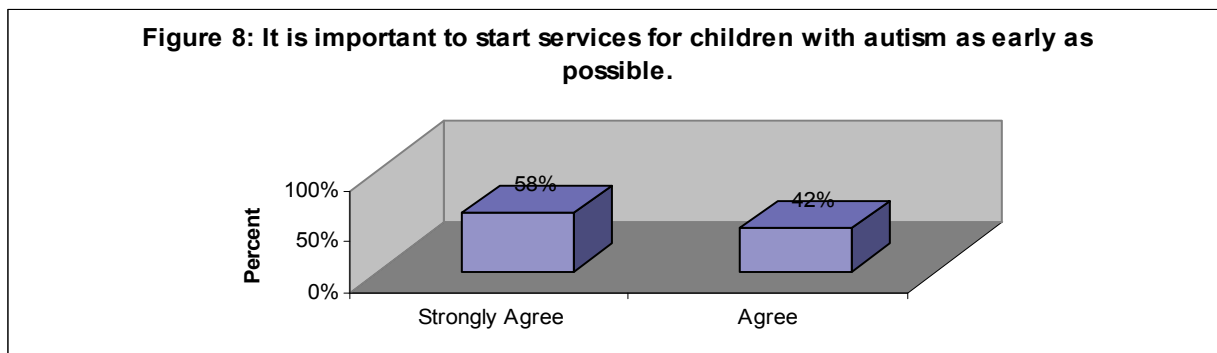 Figure 8: It is important to start services for children with autism as early as
possible.
58%
42%
100%
50%
0%
Percent
Strongly Agree
Agree